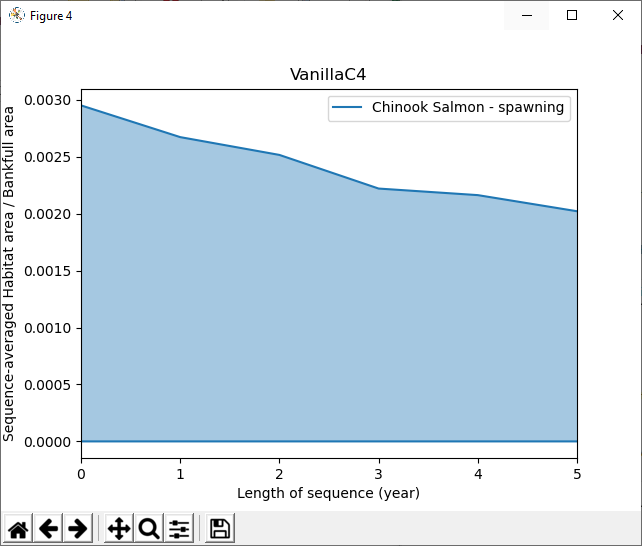 Figure 4
VanillaC4
Chinook Salmon - spawning
Sequence-averaged Habitat area / Bankfull area
0.0030
0.0025
0.0020
0.0015
0.0010
0.0005
0.0000
0 1 2 3 4 5
Length of sequence (year)